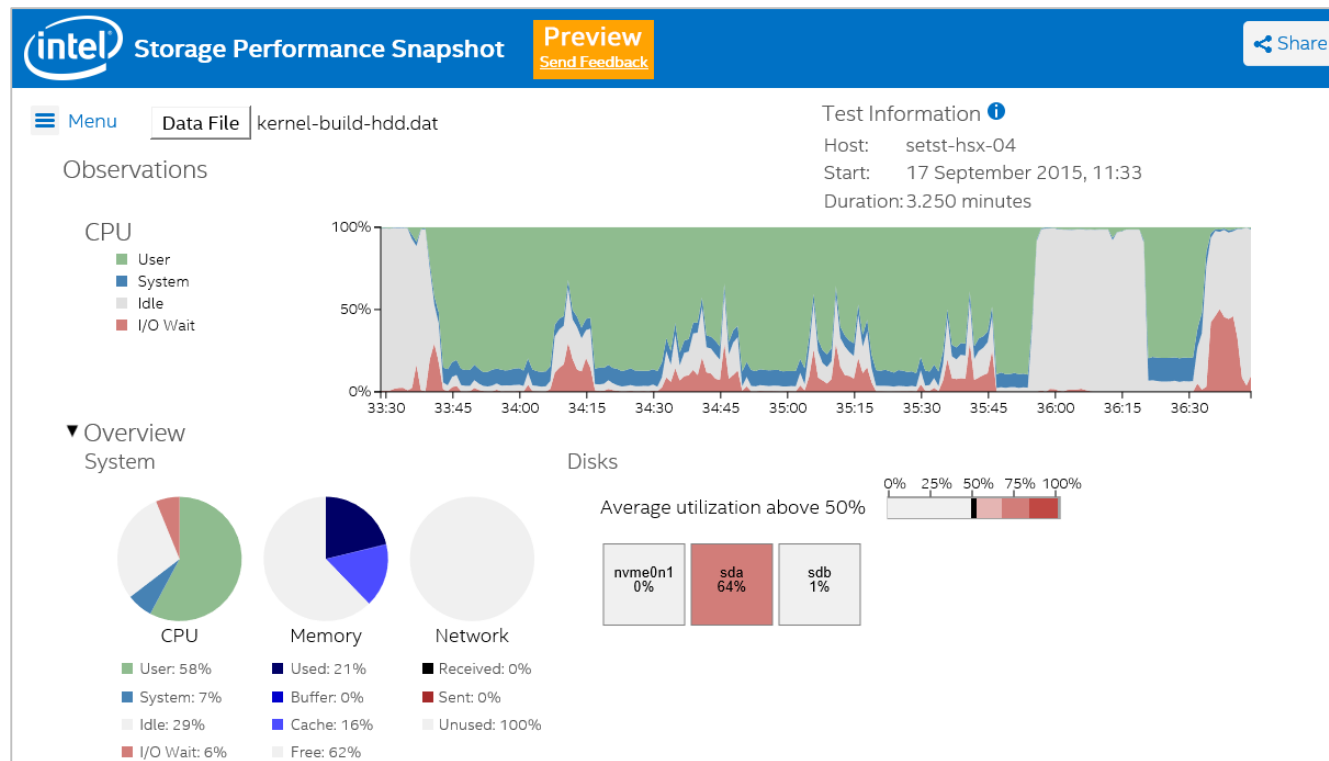 intel Storage Performance Snapshot
Preview
Send Feedback
Share
Menu
Data File kernel-build-hdd.dat
Test Information i
Host: setst-hsx-04
Start: 17 September 2015, 11:33
Duration: 3.250 minutes
Observations
CPU
User
System
Idle
I/O Wait
100%
50%
0%
33:30 33:45 34:00 34:15 34:30 34:45 35:00 35:15 35:30 35:45 36:00 36:15 36:30
▼ Overview
System
Disks
Average utilization above 50%
0% 25% 50% 75% 100%
nvme0n1
0%
sda
64%
sdb
1%
CPU
User: 58%
System: 7%
Idle: 29%
I/O Wait: 6%
Memory
Used: 21%
Buffer: 0%
Cache: 16%
Free: 62%
Network
Received: 0%
Sent: 0%
Unused: 100%